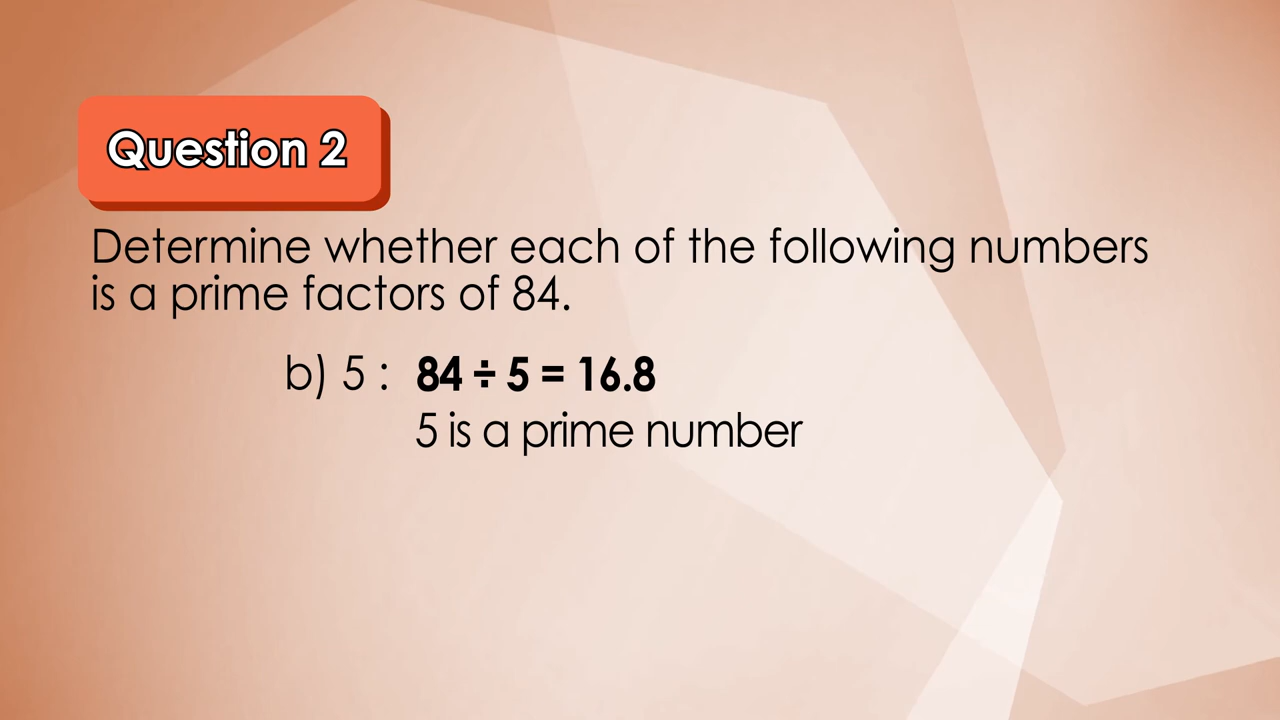 Question 2
Determine whether each of the following numbers
is a prime factors of 84.
b) 5 : 84 ÷ 5 = 16.8
5 is a prime number